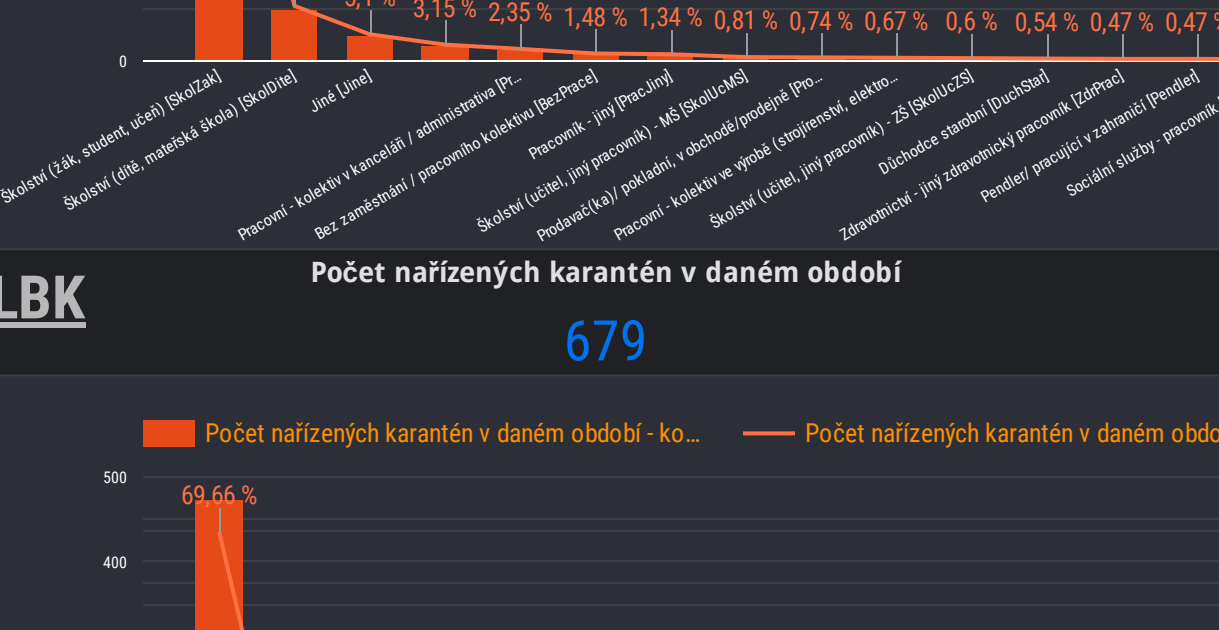 3,15 % 2,35 % 1,48 % 1,34 % 0,81 % 0,74 % 0,67 % 0,6 % 0,54 % 0,47 % 0,47 %
0
Školství (žák, student, učeň) [SkolZak]
Školství (dítě, mateřská škola) [SkolDite]
Jiné [Jine]
Pracovní - kolektiv v kanceláři / administrativa [Pr...
Bez zaměstnání / pracovního kolektivu [BezPrace]
Pracovník - jiný [PracJiny]
Školství (učitel, jiný pracovník) - MŠ [SkolUcMS]
Prodavač(ka)/ pokladní, v obchodě/prodejně [Pro...
Pracovní - kolektiv ve výrobě (strojírenství, elektro...
Školství (učitel, jiný pracovník) - ZŠ [SkolUcZS]
Důchodce starobní [DuchStar]
Zdravotnictví - jiný zdravotnický pracovník [ZdrPrac]
Pendler/ pracující v zahraničí [Pendler]
Sociální služby - pracovník
LBK
Počet nařízených karantén v daném období
679
Počet nařízených karantén v daném období - ko...
Počet nařízených karantén v daném obdo
500
69,66 %
400